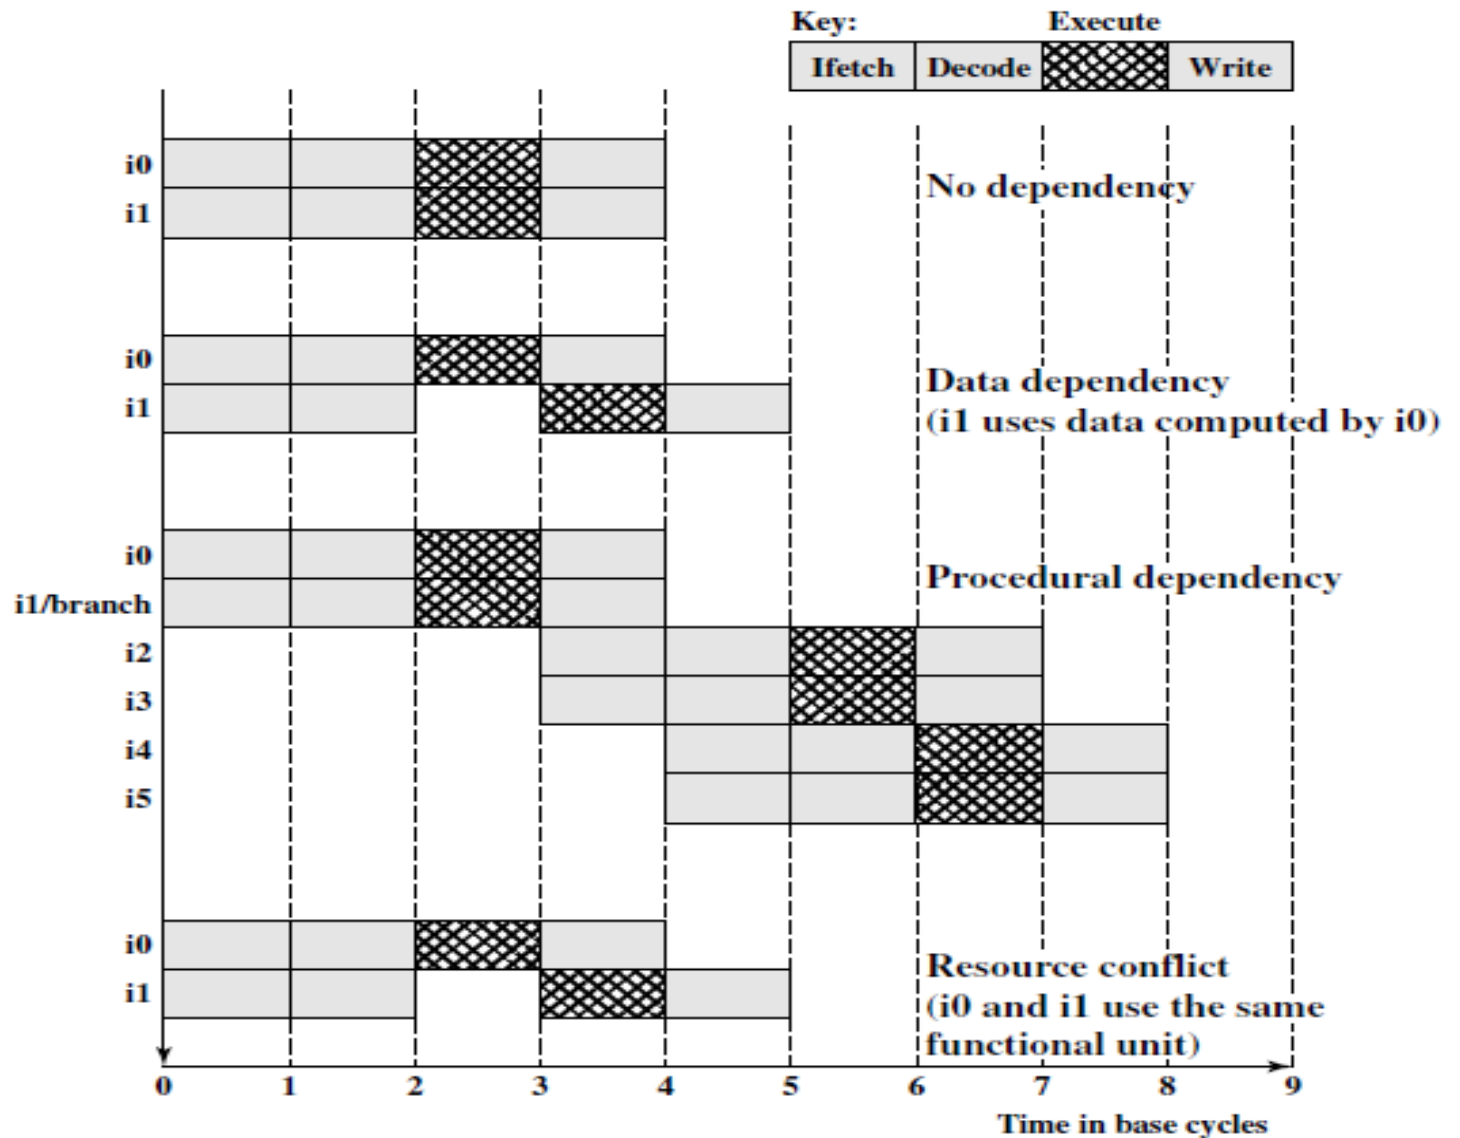 Key: Execute
Ifetch Decode Write
i0
No dependency
i1
i0
Data dependency
i1
(i1 uses data computed by i0)
i0
Procedural dependency
i1/branch
i2
i3
i4
i5
i0
Resource conflict
i1
(i0 and i1 use the same
functional unit)
0 1 2 3 4 5 6 7 8 9
Time in base cycles